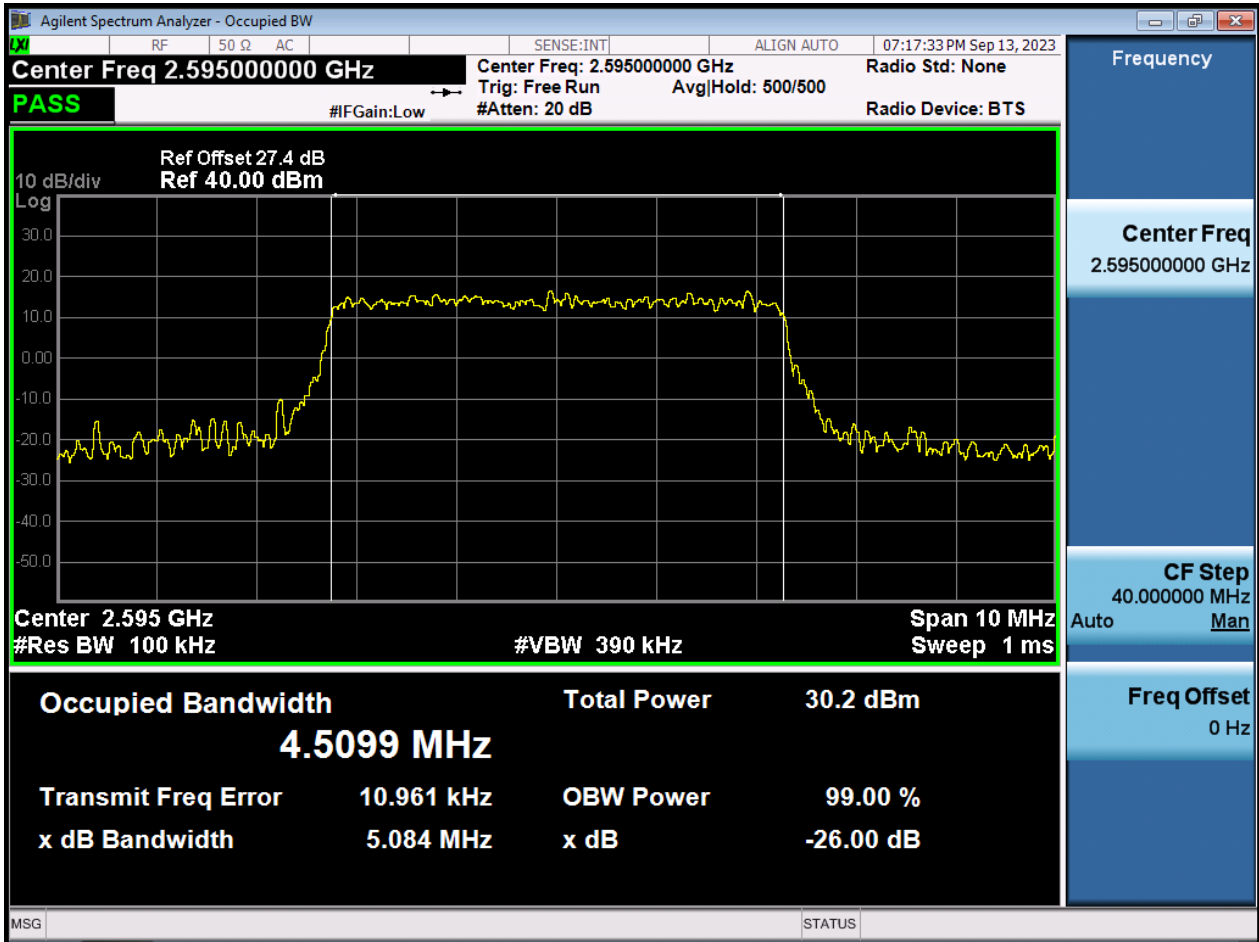 Agilent Spectrum Analyzer - Occupied BW
LXI RF 50 Ω AC SENSE:INT ALIGN AUTO 07:17:33 PM Sep 13, 2023
Center Freq 2.595000000 GHz
Center Freq: 2.595000000 GHz
Radio Std: None
Trig: Free Run Avg|Hold: 500/500
PASS
#IFGain:Low
#Atten: 20 dB
Radio Device: BTS
Ref Offset 27.4 dB
10 dB/div Ref 40.00 dBm
Log
30.0
20.0
10.0
0.00
-10.0
-20.0
-30.0
-40.0
-50.0
Center 2.595 GHz Span 10 MHz
#Res BW 100 kHz #VBW 390 kHz Sweep 1 ms
Occupied Bandwidth Total Power 30.2 dBm
4.5099 MHz
Transmit Freq Error 10.961 kHz OBW Power 99.00 %
x dB Bandwidth 5.084 MHz x dB -26.00 dB
MSG STATUS
Frequency
Center Freq
2.595000000 GHz
CF Step
40.000000 MHz
Auto Man
Freq Offset
0 Hz